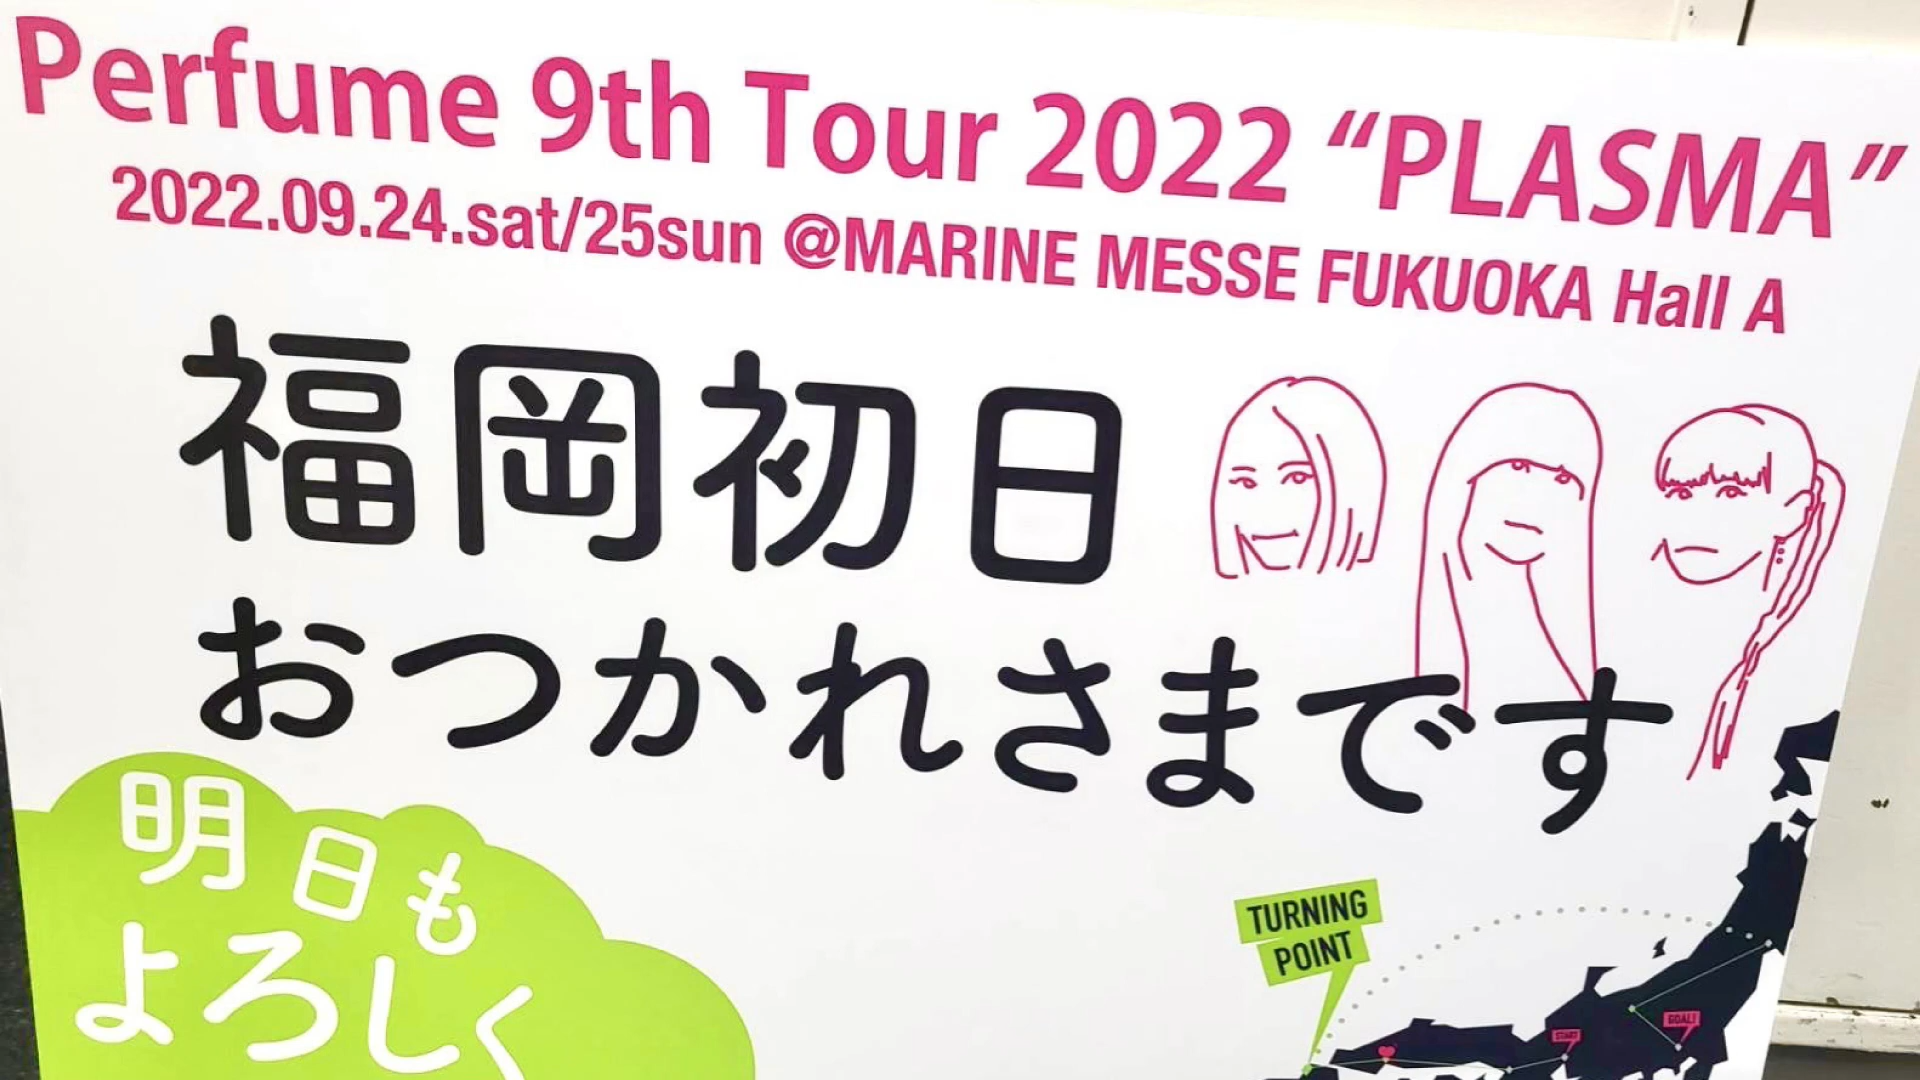 Perfume 9th Tour 2022 “PLASMA”
2022.09.24.sat/25sun @MARINE MESSE FUKUOKA Hall A
福岡初日
おつかれさまです
明日も
よろしく
TURNING
POINT
START
GOAL!